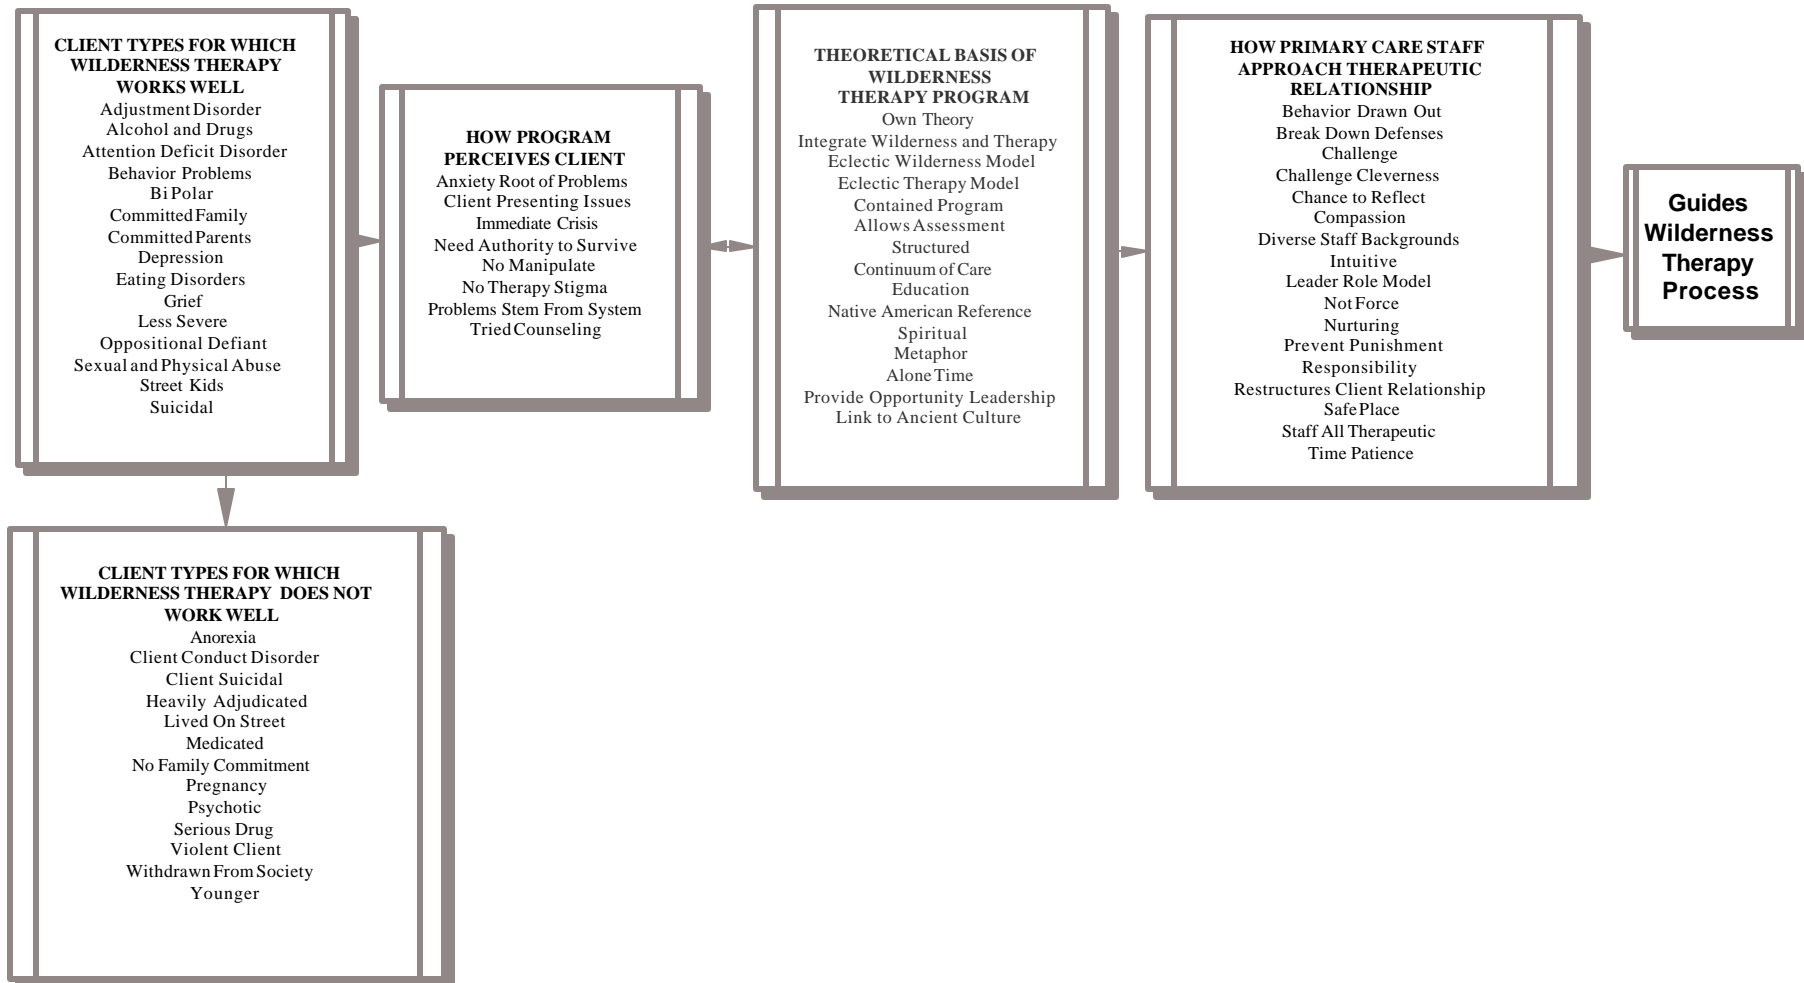 CLIENT TYPES FOR WHICH
WILDERNESS THERAPY
WORKS WELL
Adjustment Disorder
Alcohol and Drugs
Attention Deficit Disorder
Behavior Problems
Bi Polar
Committed Family
Committed Parents
Depression
Eating Disorders
Grief
Less Severe
Oppositional Defiant
Sexual and Physical Abuse
Street Kids
Suicidal
HOW PROGRAM
PERCEIVES CLIENT
Anxiety Root of Problems
Client Presenting Issues
Immediate Crisis
Need Authority to Survive
No Manipulate
No Therapy Stigma
Problems Stem From System
Tried Counseling
THEORETICAL BASIS OF
WILDERNESS
THERAPY PROGRAM
Own Theory
Integrate Wilderness and Therapy
Eclectic Wilderness Model
Eclectic Therapy Model
Contained Program
Allows Assessment
Structured
Continuum of Care
Education
Native American Reference
Spiritual
Metaphor
Alone Time
Provide Opportunity Leadership
Link to Ancient Culture
HOW PRIMARY CARE STAFF
APPROACH THERAPEUTIC
RELATIONSHIP
Behavior Drawn Out
Break Down Defenses
Challenge
Challenge Cleverness
Chance to Reflect
Compassion
Diverse Staff Backgrounds
Intuitive
Leader Role Model
Not Force
Nurturing
Prevent Punishment
Responsibility
Restructures Client Relationship
Safe Place
Staff All Therapeutic
Time Patience
Guides
Wilderness
Therapy
Process
CLIENT TYPES FOR WHICH
WILDERNESS THERAPY DOES NOT
WORK WELL
Anorexia
Client Conduct Disorder
Client Suicidal
Heavily Adjudicated
Lived On Street
Medicated
No Family Commitment
Pregnancy
Psychotic
Serious Drug
Violent Client
Withdrawn From Society
Younger